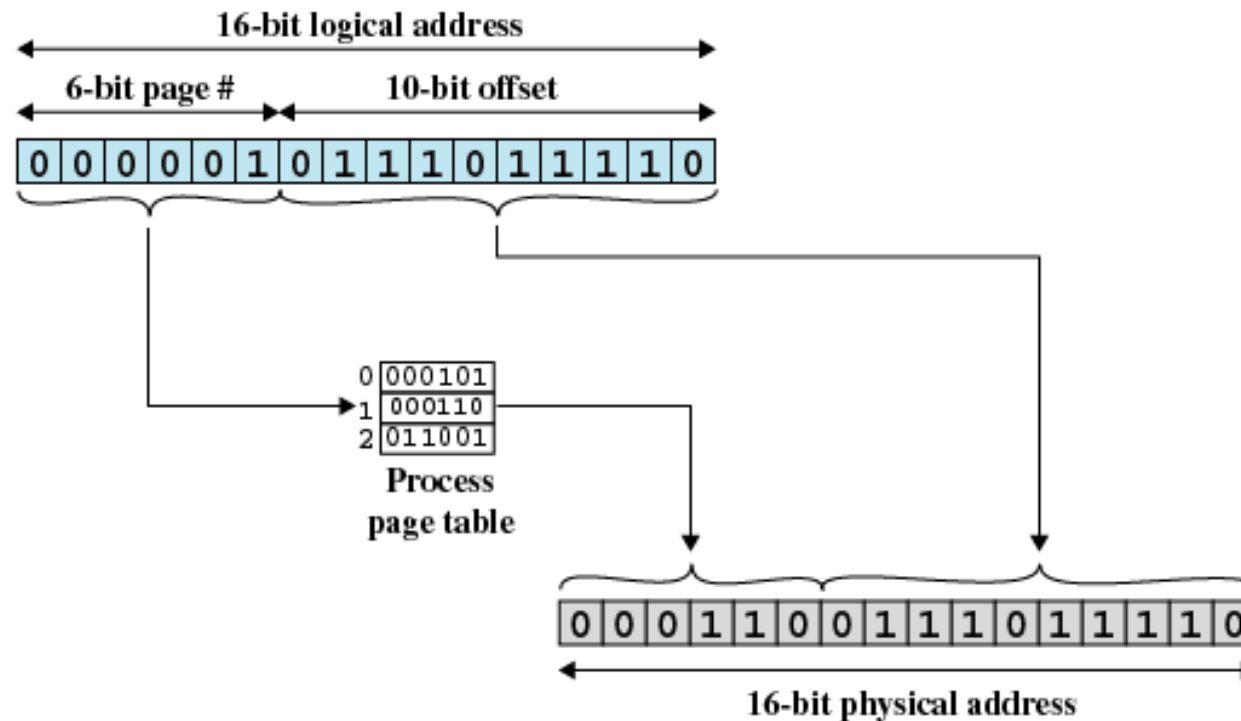 16-bit logical address
6-bit page # 10-bit offset
0 0 0 0 0 1 0 1 1 1 0 1 1 1 1 0
0 000101
1 000110
2 011001
Process
page table
0 0 0 1 1 0 0 1 1 1 0 1 1 1 1 0
16-bit physical address